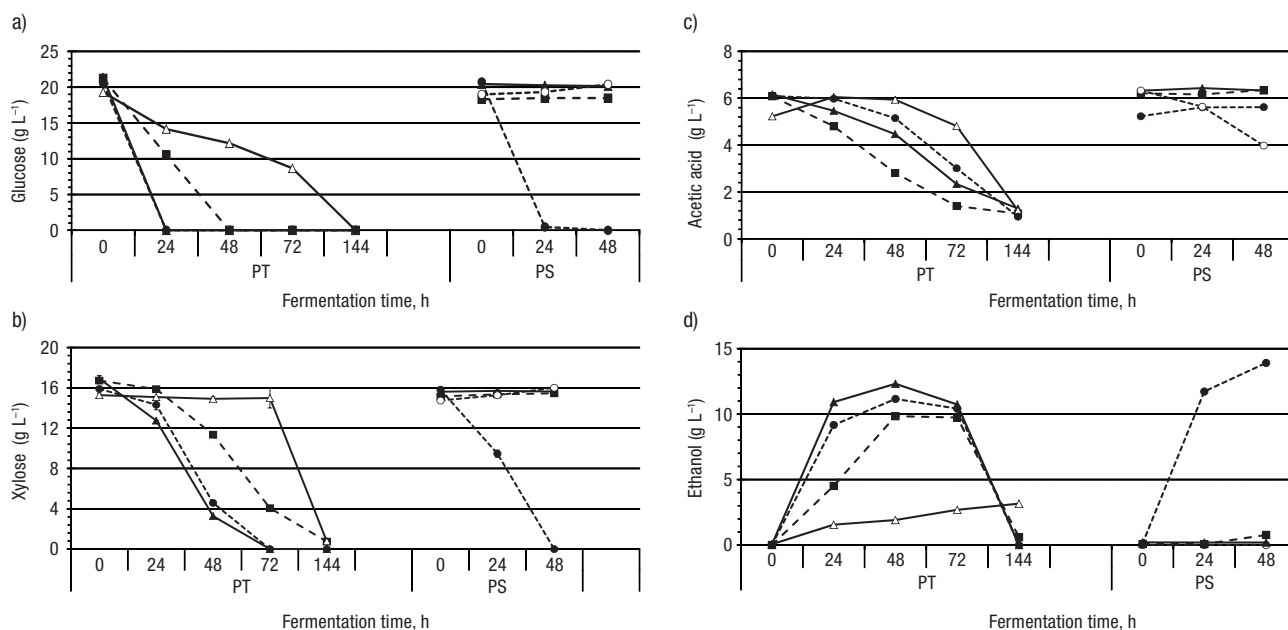 a)
25
20
15
10
5
0
Glucose (g L⁻¹)
0 24 48 72 144 0 24 48
PT PS
Fermentation time, h
b)
20
16
12
8
4
0
Xylose (g L⁻¹)
0 24 48 72 144 0 24 48
PT PS
Fermentation time, h
c)
8
6
4
2
0
Acetic acid (g L⁻¹)
0 24 48 72 144 0 24 48
PT PS
Fermentation time, h
d)
15
10
5
0
Ethanol (g L⁻¹)
0 24 48 72 144 0 24 48
PT PS
Fermentation time, h